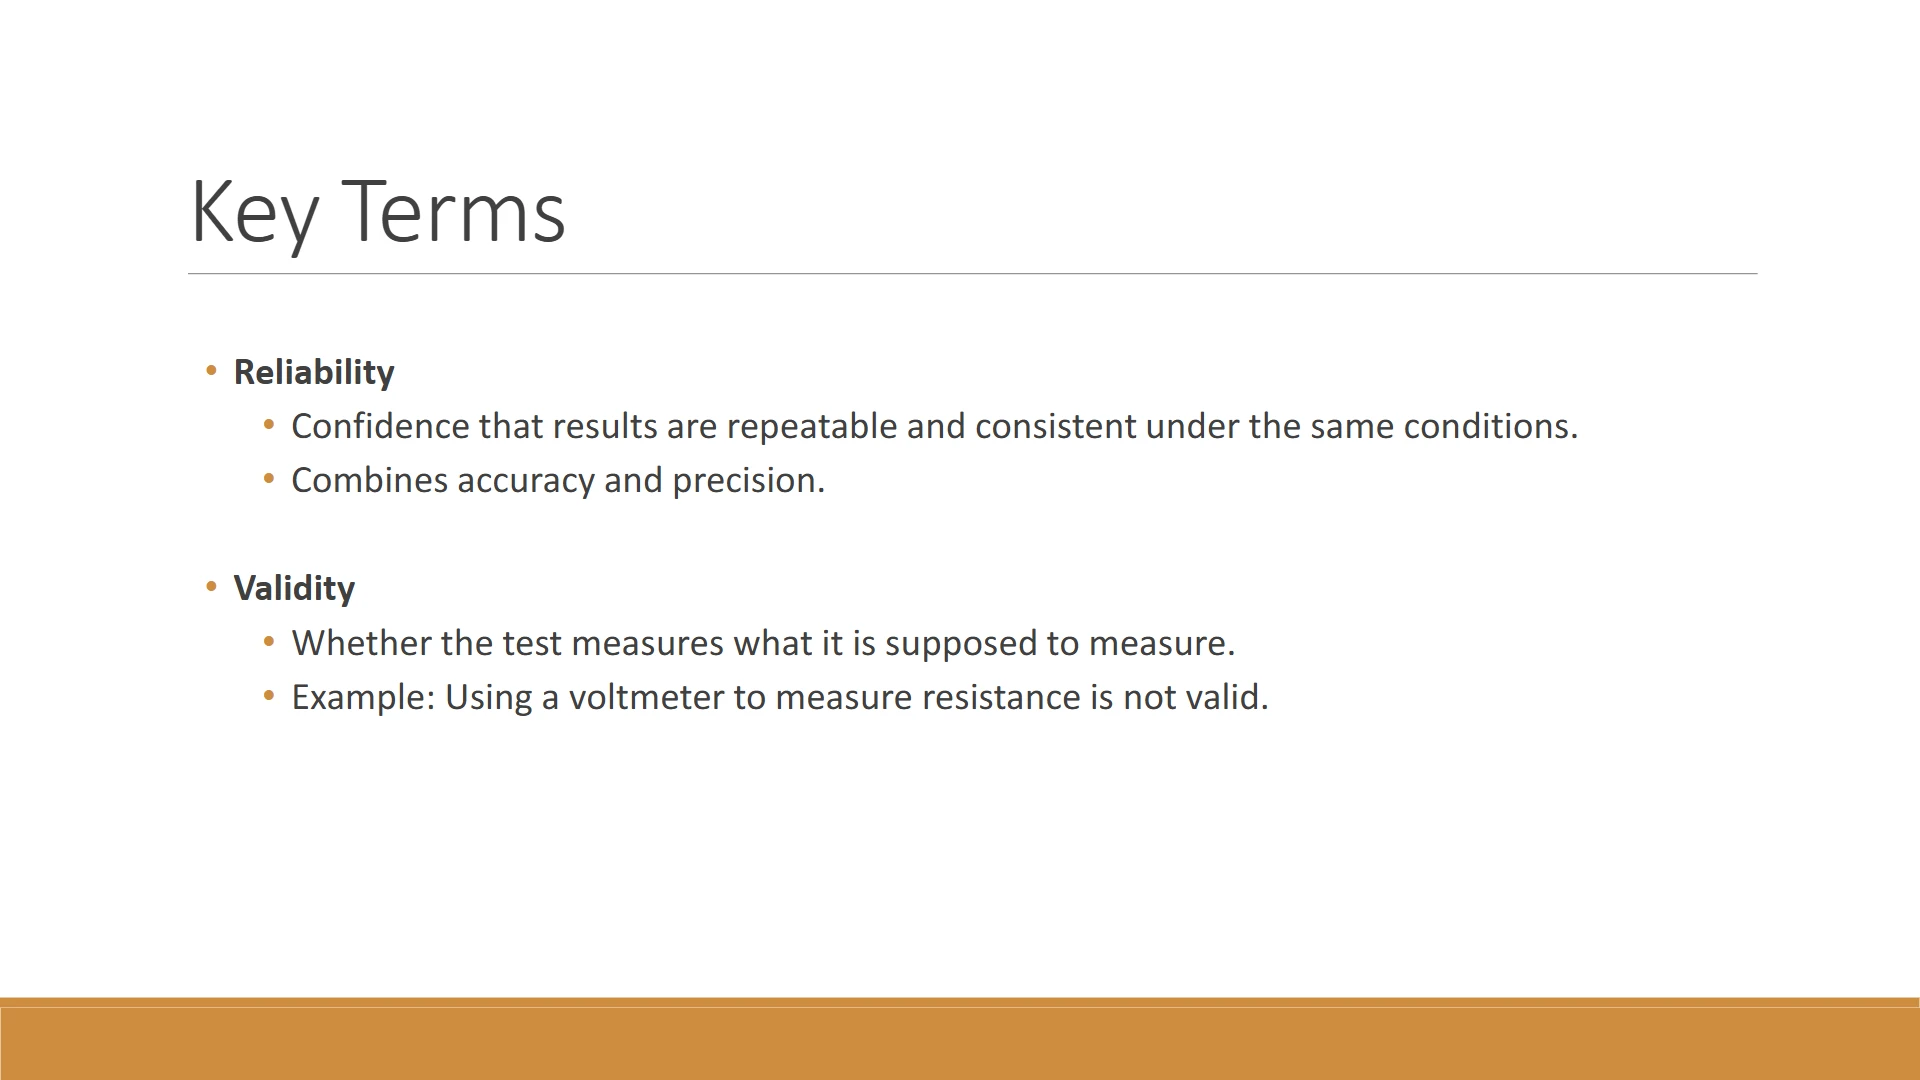 Key Terms
• Reliability
• Confidence that results are repeatable and consistent under the same conditions.
• Combines accuracy and precision.
• Validity
• Whether the test measures what it is supposed to measure.
• Example: Using a voltmeter to measure resistance is not valid.